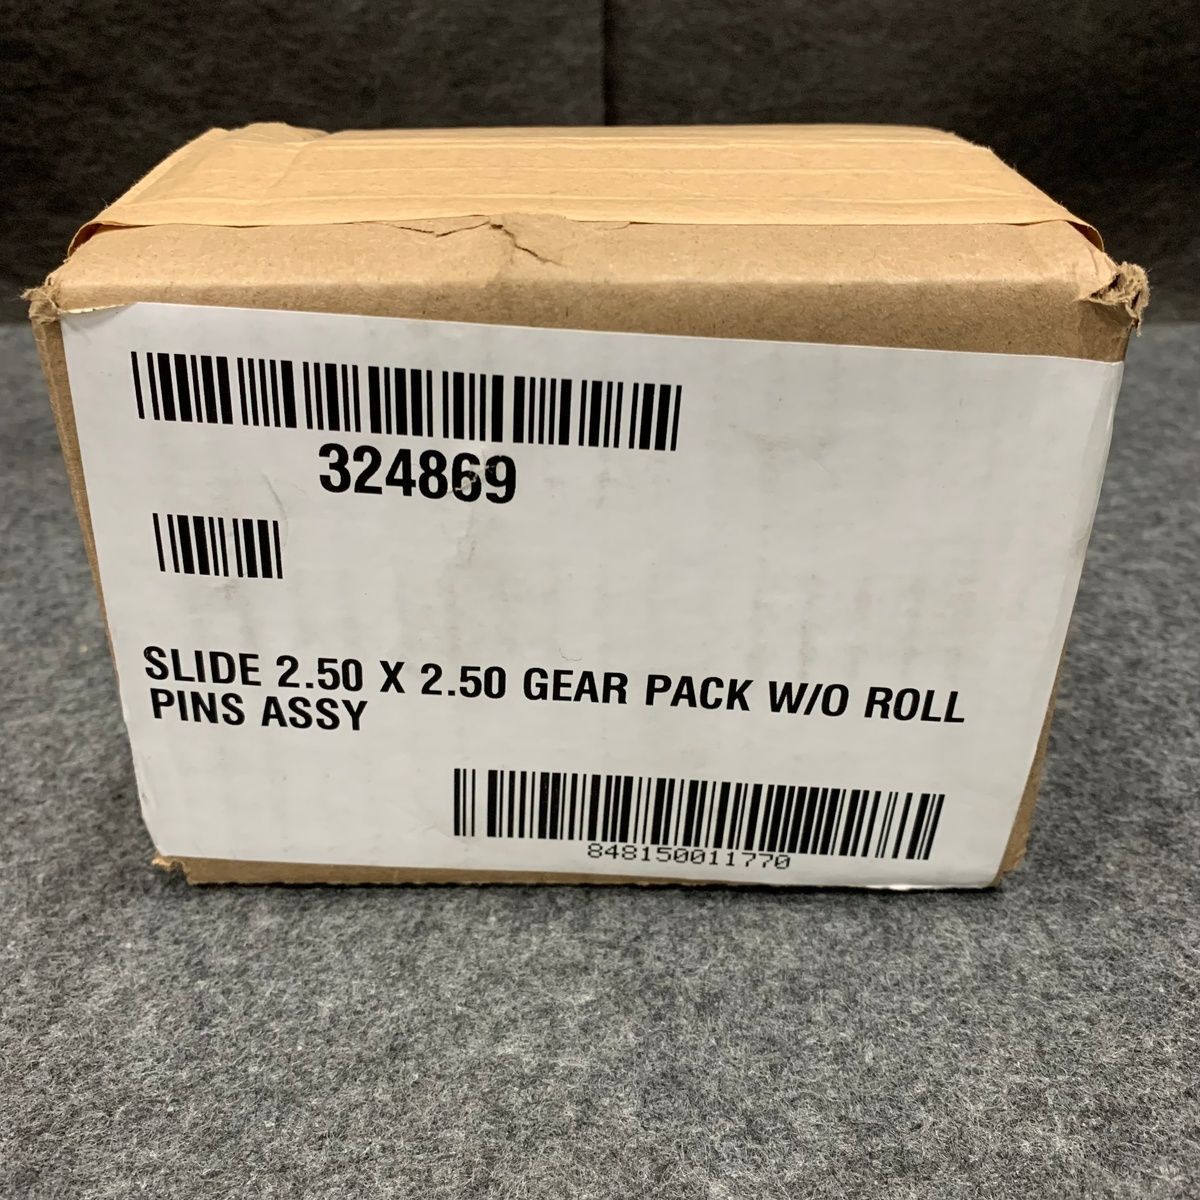 324869
SLIDE 2.50 X 2.50 GEAR PACK W/O ROLL
PINS ASSY
848150011770